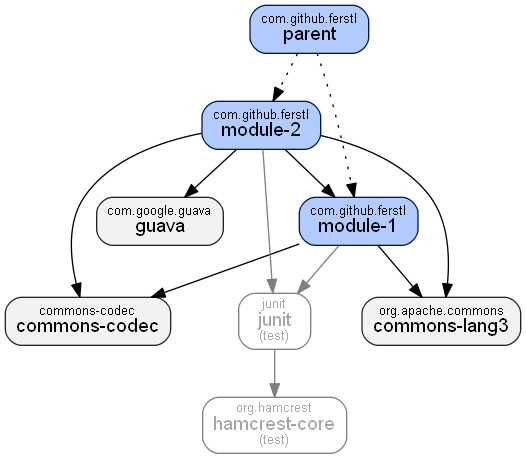 com.github.ferstl
parent
com.github.ferstl
module-2
com.google.guava
guava
com.github.ferstl
module-1
commons-codec
commons-codec
junit
junit
(test)
org.apache.commons
commons-lang3
org.hamcrest
hamcrest-core
(test)